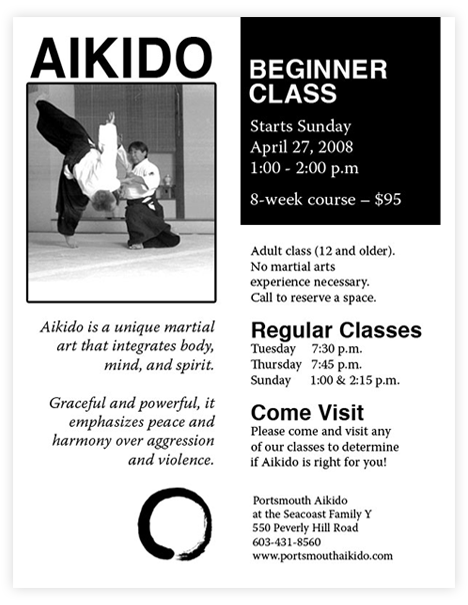 AIKIDO
Aikido is a unique martial
art that integrates body,
mind, and spirit.
Graceful and powerful, it
emphasizes peace and
harmony over aggression
and violence.
BEGINNER
CLASS
Starts Sunday
April 27, 2008
1:00 - 2:00 p.m
8-week course – $95
Adult class (12 and older).
No martial arts
experience necessary.
Call to reserve a space.
Regular Classes
Tuesday 7:30 p.m.
Thursday 7:45 p.m.
Sunday 1:00 & 2:15 p.m.
Come Visit
Please come and visit any
of our classes to determine
if Aikido is right for you!
Portsmouth Aikido
at the Seacoast Family Y
550 Peverly Hill Road
603-431-8560
www.portsmouthaikido.com